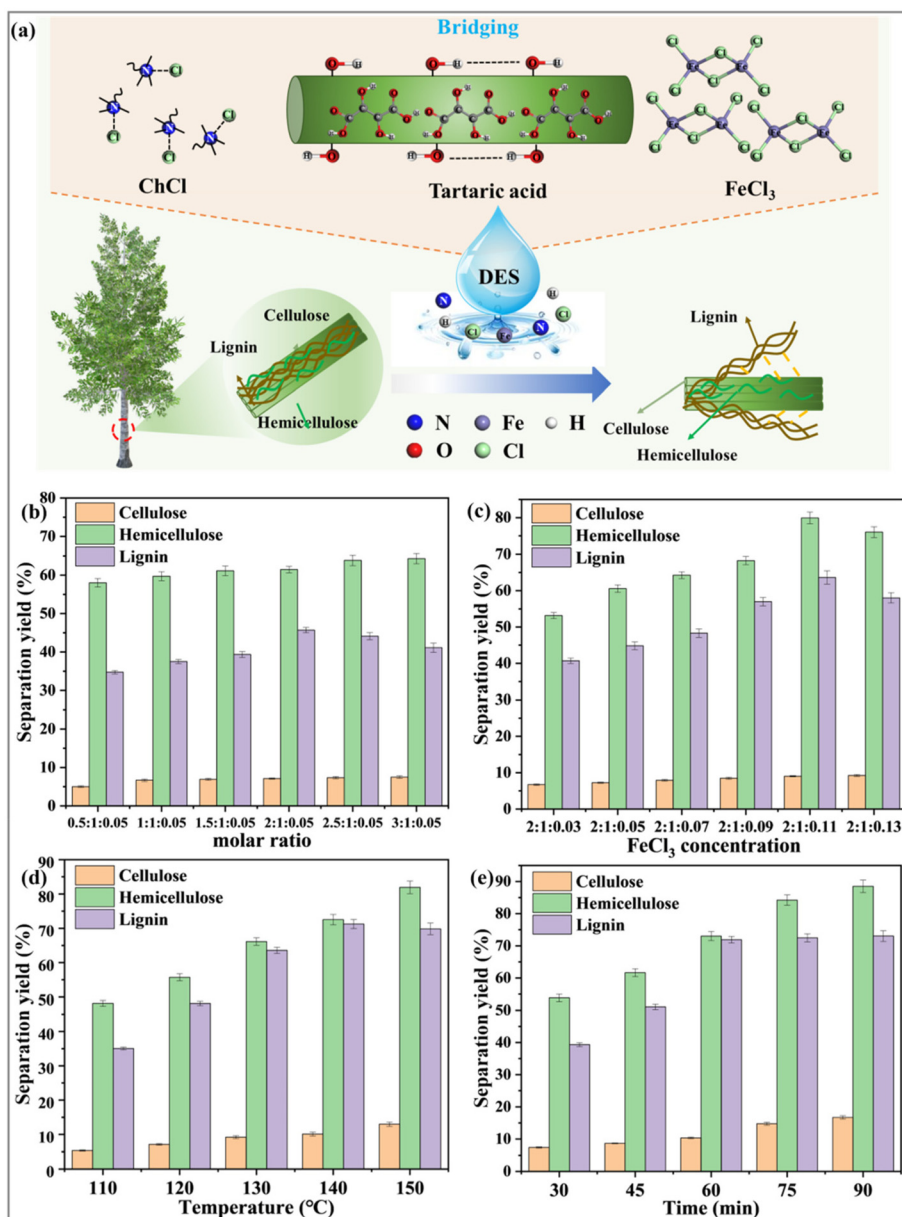 (a)
Bridging
ChCl
Tartaric acid
FeCl₃
DES
Lignin
Cellulose
Hemicellulose
Lignin
Cellulose
Hemicellulose
N Fe H
O Cl
(b)
Cellulose
Hemicellulose
Lignin
Separation yield (%)
80
70
60
50
40
30
20
10
0
0.5:1:0.05 1:1:0.05 1.5:1:0.05 2:1:0.05 2.5:1:0.05 3:1:0.05
molar ratio
(c)
Cellulose
Hemicellulose
Lignin
Separation yield (%)
80
70
60
50
40
30
20
10
0
2:1:0.03 2:1:0.05 2:1:0.07 2:1:0.09 2:1:0.11 2:1:0.13
FeCl₃ concentration
(d)
Cellulose
Hemicellulose
Lignin
Separation yield (%)
90
80
70
60
50
40
30
20
10
0
110 120 130 140 150
Temperature (°C)
(e)
Cellulose
Hemicellulose
Lignin
Separation yield (%)
90
80
70
60
50
40
30
20
10
0
30 45 60 75 90
Time (min)